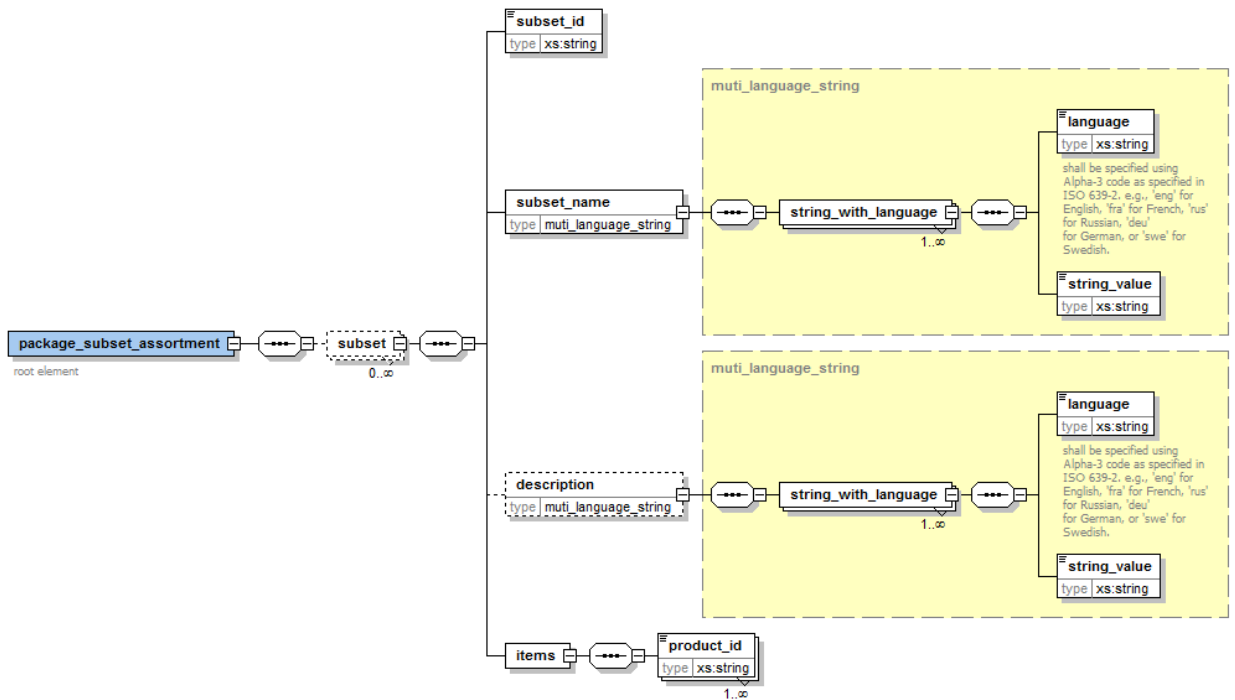 subset_id
type xs:string
muti_language_string
language
type xs:string
shall be specified using
Alpha-3 code as specified in
ISO 639-2. e.g., 'eng' for
English, 'fra' for French, 'rus'
for Russian, 'deu'
for German, or 'swe' for
Swedish.
subset_name
type muti_language_string
string_with_language
1..∞
string_value
type xs:string
package_subset_assortment
root element
subset
0..∞
muti_language_string
language
type xs:string
shall be specified using
Alpha-3 code as specified in
ISO 639-2. e.g., 'eng' for
English, 'fra' for French, 'rus'
for Russian, 'deu'
for German, or 'swe' for
Swedish.
description
type muti_language_string
string_with_language
1..∞
string_value
type xs:string
items
product_id
type xs:string
1..∞